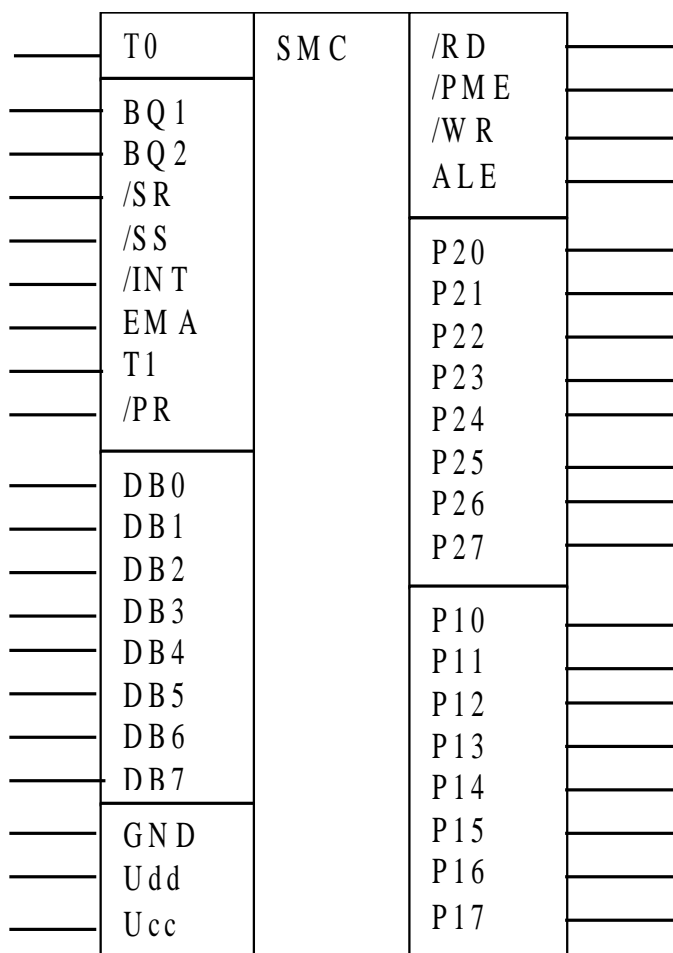 T0
BQ1
BQ2
/SR
/SS
/INT
EMA
T1
/PR
DB0
DB1
DB2
DB3
DB4
DB5
DB6
DB7
GND
Udd
Ucc
SMC
/RD
/PME
/WR
ALE
P20
P21
P22
P23
P24
P25
P26
P27
P10
P11
P12
P13
P14
P15
P16
P17